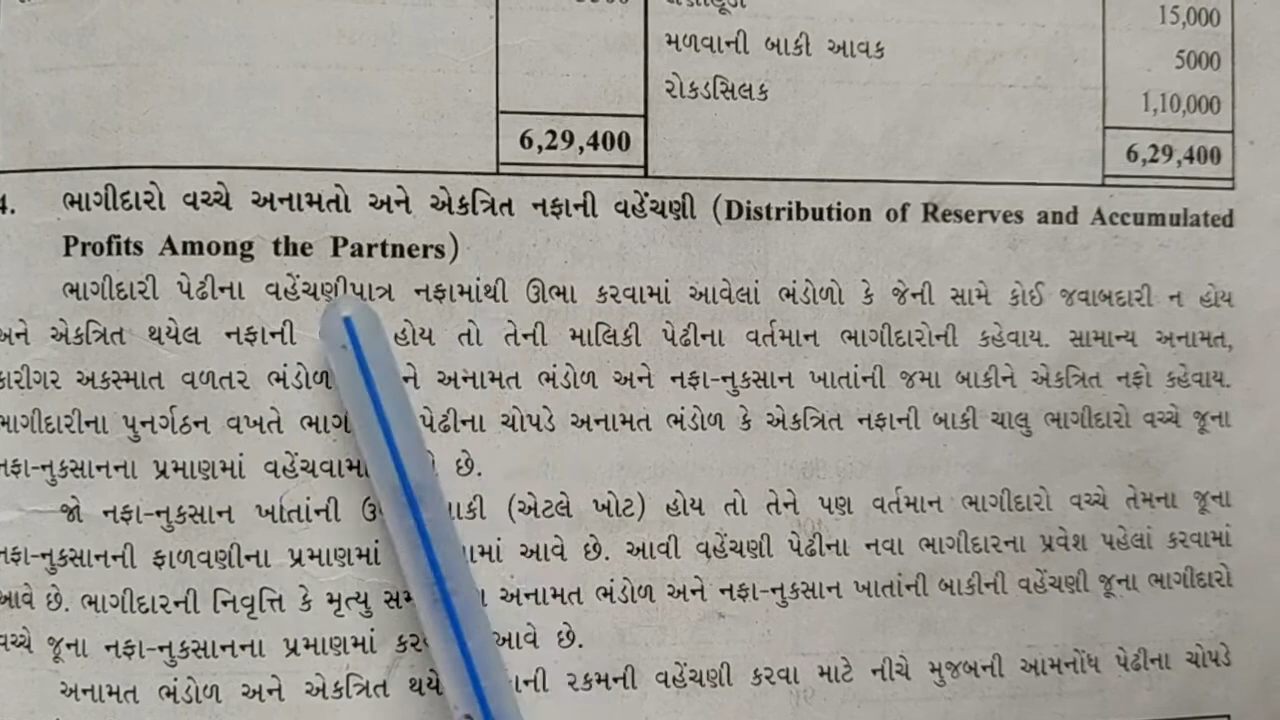 15,000
મળવાની બાકી આવક 5000
રોકડસિલક 1,10,000
6,29,400 6,29,400
4. ભાગીદારો વચ્ચે અનામતો અને એકત્રિત નફાની વહેંચણી (Distribution of Reserves and Accumulated
Profits Among the Partners)
ભાગીદારી પેઢીના વહેંચણીપાત્ર નફામાંથી ઊભા કરવામાં આવેલાં ભંડોળો કે જેની સામે કોઈ જવાબદારી ન હોય
અને એકત્રિત થયેલ નફાની હોય તો તેની માલિકી પેઢીના વર્તમાન ભાગીદારોની કહેવાય. સામાન્ય અનામત,
કારીગર અકસ્માત વળતર ભંડોળ અનામત ભંડોળ અને નફા-નુકસાન ખાતાંની જમા બાકીને એકત્રિત નફો કહેવાય.
ભાગીદારીના પુનર્ગઠન વખતે પેઢીના ચોપડે અનામત ભંડોળ કે એકત્રિત નફાની બાકી ચાલુ ભાગીદારો વચ્ચે જૂના
નફા-નુકસાનના પ્રમાણમાં વહેંચવામાં છે.
જો નફા-નુકસાન ખાતાંની બાકી (એટલે ખોટ) હોય તો તેને પણ વર્તમાન ભાગીદારો વચ્ચે તેમના જૂના
નફા-નુકસાનની ફાળવણીના પ્રમાણમાં આવે છે. આવી વહેંચણી પેઢીના નવા ભાગીદારના પ્રવેશ પહેલાં કરવામાં
આવે છે. ભાગીદારની નિવૃત્તિ કે મૃત્યુ અનામત ભંડોળ અને નફા-નુકસાન ખાતાંની બાકીની વહેંચણી જૂના ભાગીદારો
વચ્ચે જૂના નફા-નુકસાનના પ્રમાણમાં આવે છે.
અનામત ભંડોળ અને એકત્રિત રકમની વહેંચણી કરવા માટે નીચે મુજબની આમનોંધ પેઢીના ચોપડે